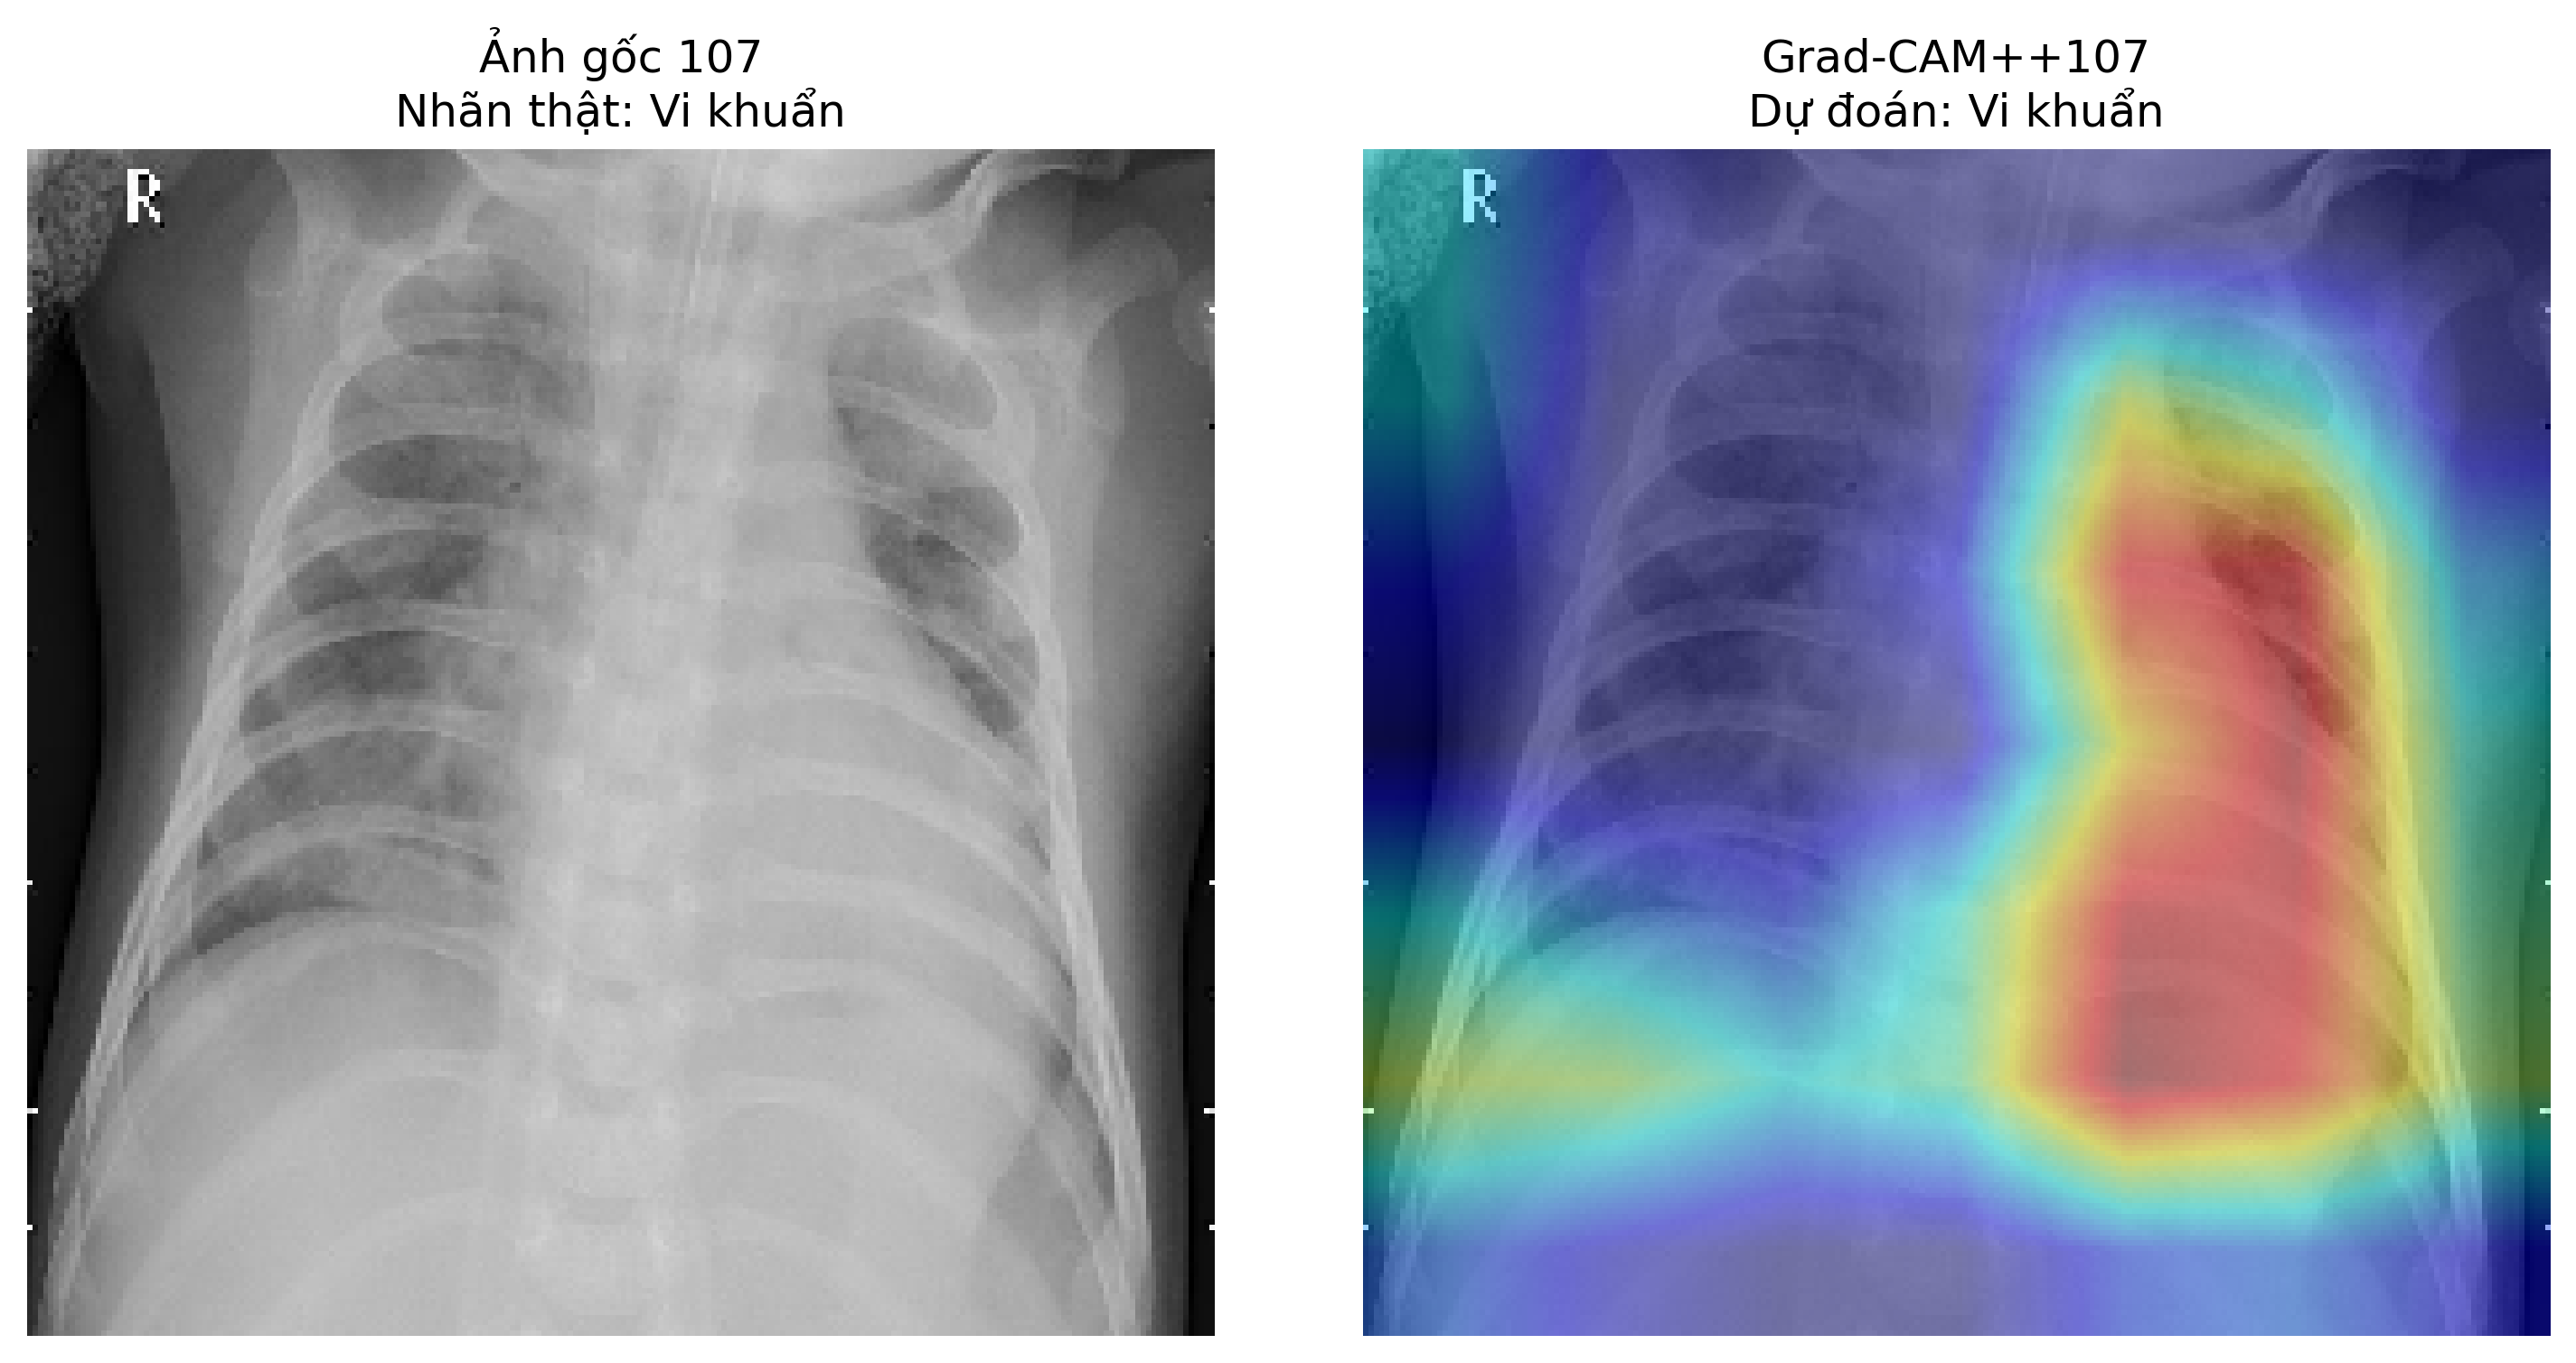 Ảnh gốc 107
Nhãn thật: Vi khuẩn
Grad-CAM++107
Dự đoán: Vi khuẩn
R
R